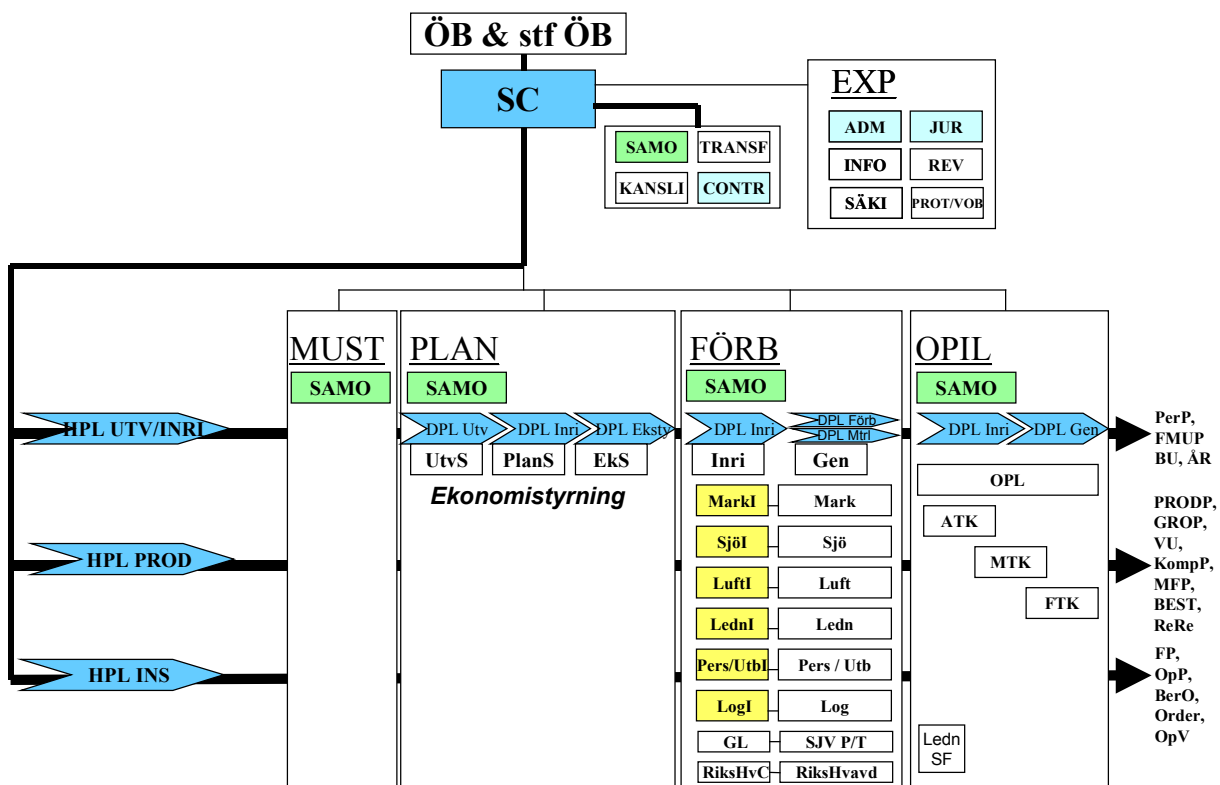 ÖB & stf ÖB
SC
EXP
ADM
JUR
INFO
REV
SÄKI
PROT/VOB
SAMO
TRANSF
KANSLI
CONTR
MUST
SAMO
PLAN
SAMO
FÖRB
SAMO
OPIL
SAMO
HPL UTV/INRI
DPL Utv
DPL Inri
DPL Eksty
DPL Inri
DPL Förb
DPL Mtrl
DPL Inri
DPL Gen
UtvS
PlanS
EkS
Ekonomistyrning
Inri
Gen
MarkI
Mark
SjöI
Sjö
LuftI
Luft
LednI
Ledn
Pers/UtbI
Pers / Utb
LogI
Log
GL
SJV P/T
RiksHvC
RiksHvavd
OPL
ATK
MTK
FTK
Ledn
SF
HPL PROD
HPL INS
PerP,
FMUP
BU, ÅR
PRODP,
GROP,
VU,
KompP,
MFP,
BEST,
ReRe
FP,
OpP,
BerO,
Order,
OpV